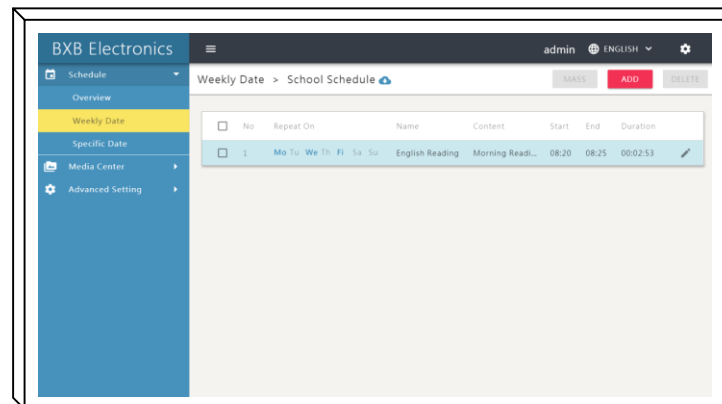 BXB Electronics
admin ENGLISH
Schedule
Overview
Weekly Date
Specific Date
Media Center
Advanced Setting
Weekly Date > School Schedule
MASS ADD DELETE
No Repeat On Name Content Start End Duration
1 Mo Tu We Th Fi Sa Su English Reading Morning Readi... 08:20 08:25 00:02:53